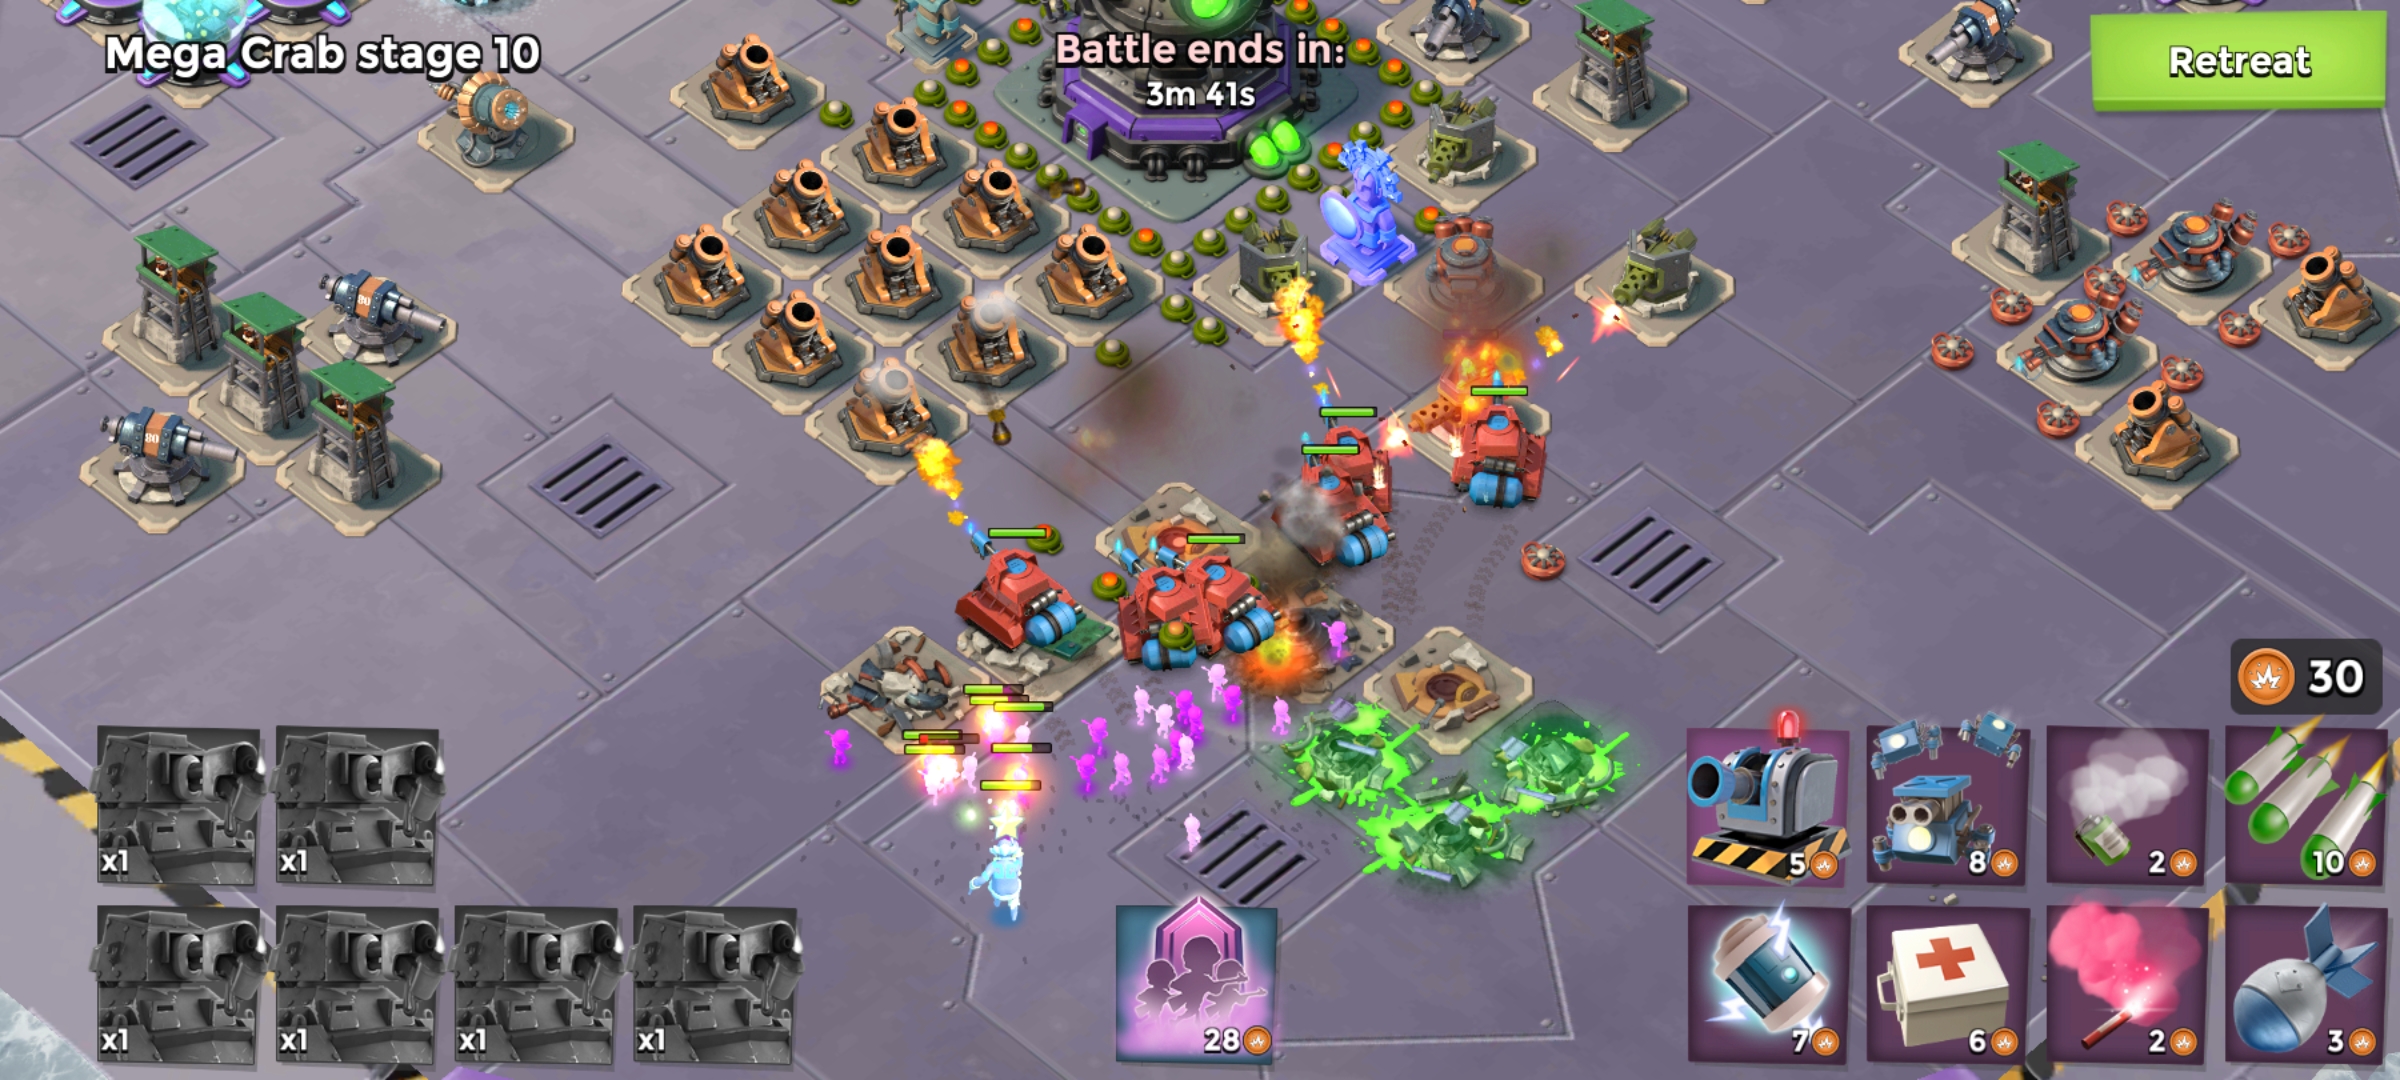 Mega Crab stage 10
Battle ends in:
3m 41s
Retreat
30
x1
x1
5
8
2
10
x1
x1
x1
x1
28
7
6
2
3